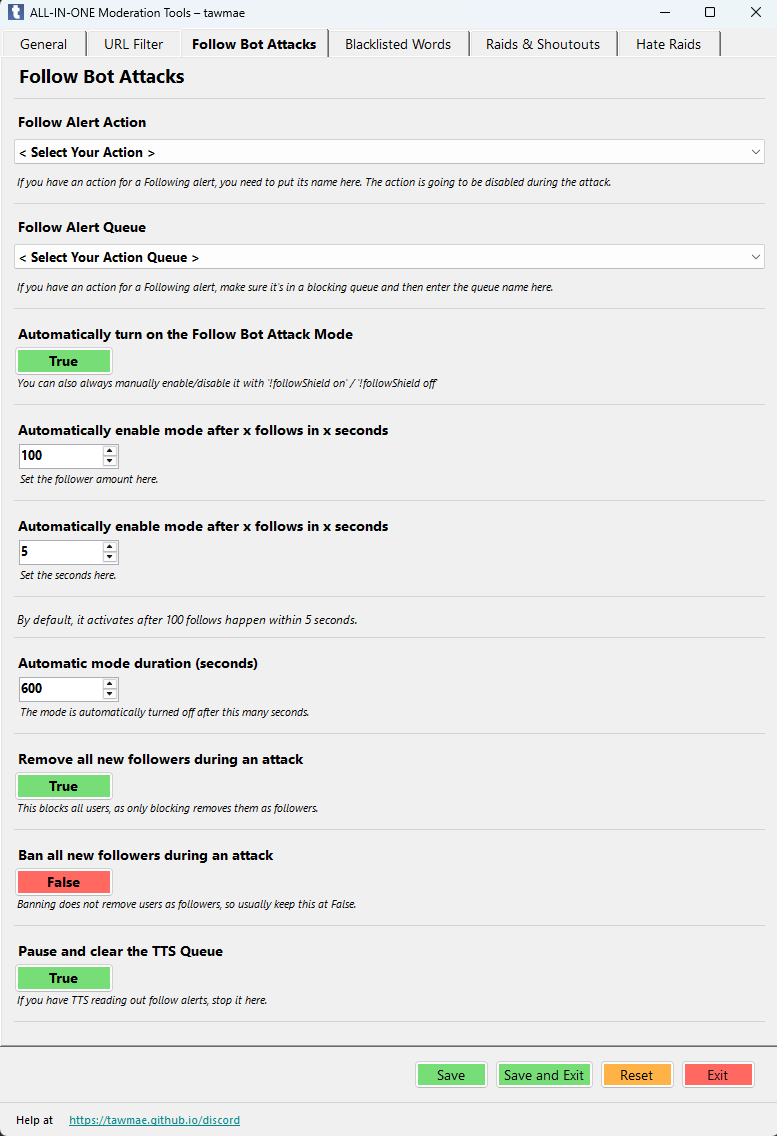 ALL-IN-ONE Moderation Tools – tawmae
General
URL Filter
Follow Bot Attacks
Blacklisted Words
Raids & Shoutouts
Hate Raids
Follow Bot Attacks
Follow Alert Action
< Select Your Action >
If you have an action for a Following alert, you need to put its name here. The action is going to be disabled during the attack.
Follow Alert Queue
< Select Your Action Queue >
If you have an action for a Following alert, make sure it's in a blocking queue and then enter the queue name here.
Automatically turn on the Follow Bot Attack Mode
True
You can also always manually enable/disable it with '!followShield on' / '!followShield off'
Automatically enable mode after x follows in x seconds
100
Set the follower amount here.
Automatically enable mode after x follows in x seconds
5
Set the seconds here.
By default, it activates after 100 follows happen within 5 seconds.
Automatic mode duration (seconds)
600
The mode is automatically turned off after this many seconds.
Remove all new followers during an attack
True
This blocks all users, as only blocking removes them as followers.
Ban all new followers during an attack
False
Banning does not remove users as followers, so usually keep this at False.
Pause and clear the TTS Queue
True
If you have TTS reading out follow alerts, stop it here.
Save
Save and Exit
Reset
Exit
Help at https://tawmae.github.io/discord